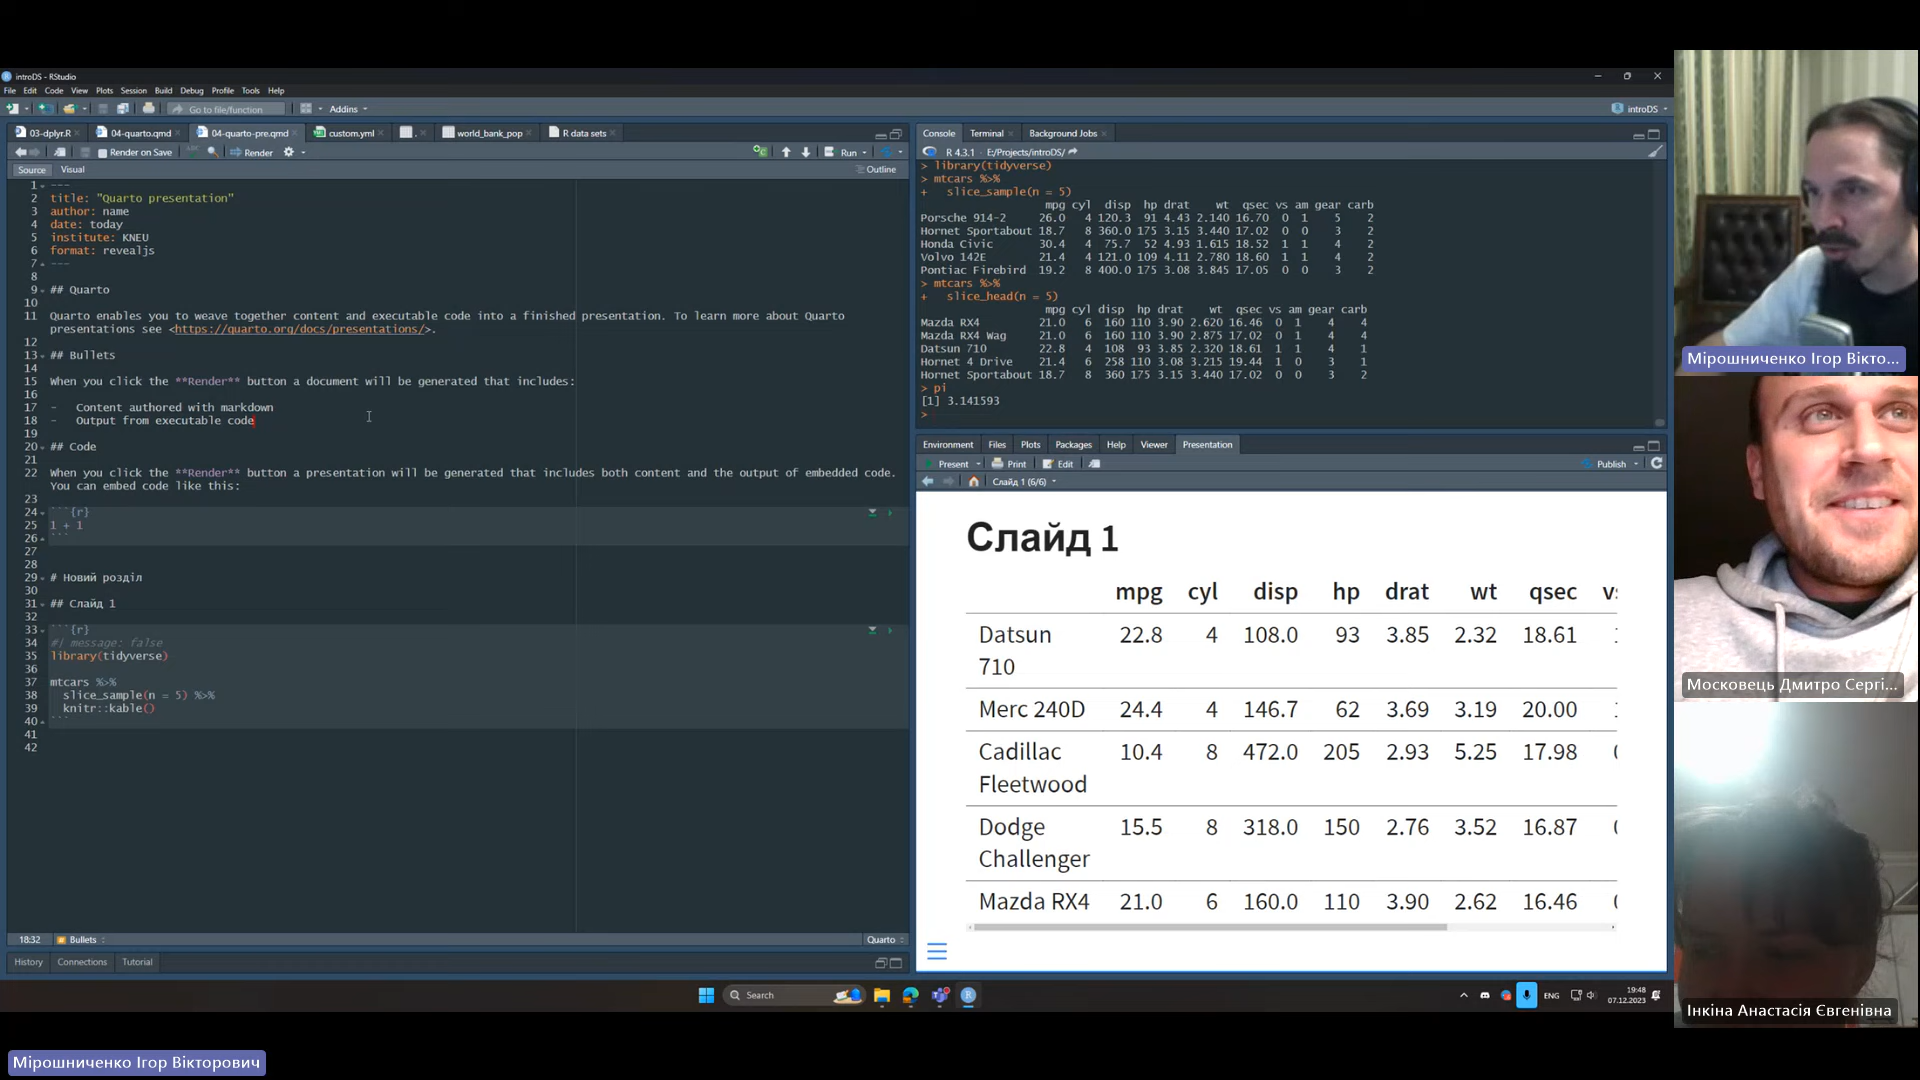 introDS - RStudio
File Edit Code View Plots Session Build Debug Profile Tools Help
Go to file/function Addins introDS
03-dplyr.R 04-quarto.qmd 04-quarto-pre.qmd custom.yml world_bank_pop R data sets
Render on Save Render Run
Source Visual Outline
1 ---
2 title: "Quarto presentation"
3 author: name
4 date: today
5 institute: KNEU
6 format: revealjs
7 ---
8
9 ## Quarto
10
11 Quarto enables you to weave together content and executable code into a finished presentation. To learn more about Quarto
presentations see <https://quarto.org/docs/presentations/>.
12
13 ## Bullets
14
15 When you click the **Render** button a document will be generated that includes:
16
17 - Content authored with markdown
18 - Output from executable code
19
20 ## Code
21
22 When you click the **Render** button a presentation will be generated that includes both content and the output of embedded code.
You can embed code like this:
23
24 ```{r}
25 1 + 1
26 ```
27
28
29 # Новий розділ
30
31 ## Слайд 1
32
33 ```{r}
34 #| message: false
35 library(tidyverse)
36
37 mtcars %>%
38 slice_sample(n = 5) %>%
39 knitr::kable()
40 ```
41
42
18:32 Bullets Quarto
History Connections Tutorial
Console Terminal Background Jobs
R 4.3.1 · E:/Projects/introDS/
> library(tidyverse)
> mtcars %>%
+ slice_sample(n = 5)
mpg cyl disp hp drat wt qsec vs am gear carb
Porsche 914-2 26.0 4 120.3 91 4.43 2.140 16.70 0 1 5 2
Hornet Sportabout 18.7 8 360.0 175 3.15 3.440 17.02 0 0 3 2
Honda Civic 30.4 4 75.7 52 4.93 1.615 18.52 1 1 4 2
Volvo 142E 21.4 4 121.0 109 4.11 2.780 18.60 1 1 4 2
Pontiac Firebird 19.2 8 400.0 175 3.08 3.845 17.05 0 0 3 2
> mtcars %>%
+ slice_head(n = 5)
mpg cyl disp hp drat wt qsec vs am gear carb
Mazda RX4 21.0 6 160 110 3.90 2.620 16.46 0 1 4 4
Mazda RX4 Wag 21.0 6 160 110 3.90 2.875 17.02 0 1 4 4
Datsun 710 22.8 4 108 93 3.85 2.320 18.61 1 1 4 1
Hornet 4 Drive 21.4 6 258 110 3.08 3.215 19.44 1 0 3 1
Hornet Sportabout 18.7 8 360 175 3.15 3.440 17.02 0 0 3 2
> pi
[1] 3.141593
>
Environment Files Plots Packages Help Viewer Presentation
Present Print Edit Publish
Слайд 1 (6/6)
Слайд 1
mpg cyl disp hp drat wt qsec vs
Datsun 710 22.8 4 108.0 93 3.85 2.32 18.61
Merc 240D 24.4 4 146.7 62 3.69 3.19 20.00
Cadillac Fleetwood 10.4 8 472.0 205 2.93 5.25 17.98
Dodge Challenger 15.5 8 318.0 150 2.76 3.52 16.87
Mazda RX4 21.0 6 160.0 110 3.90 2.62 16.46
Search
ENG
19:48
07.12.2023
Мірошниченко Ігор Вікто...
Московець Дмитро Сергі...
Інкіна Анастасія Євгенівна
Мірошниченко Ігор Вікторович